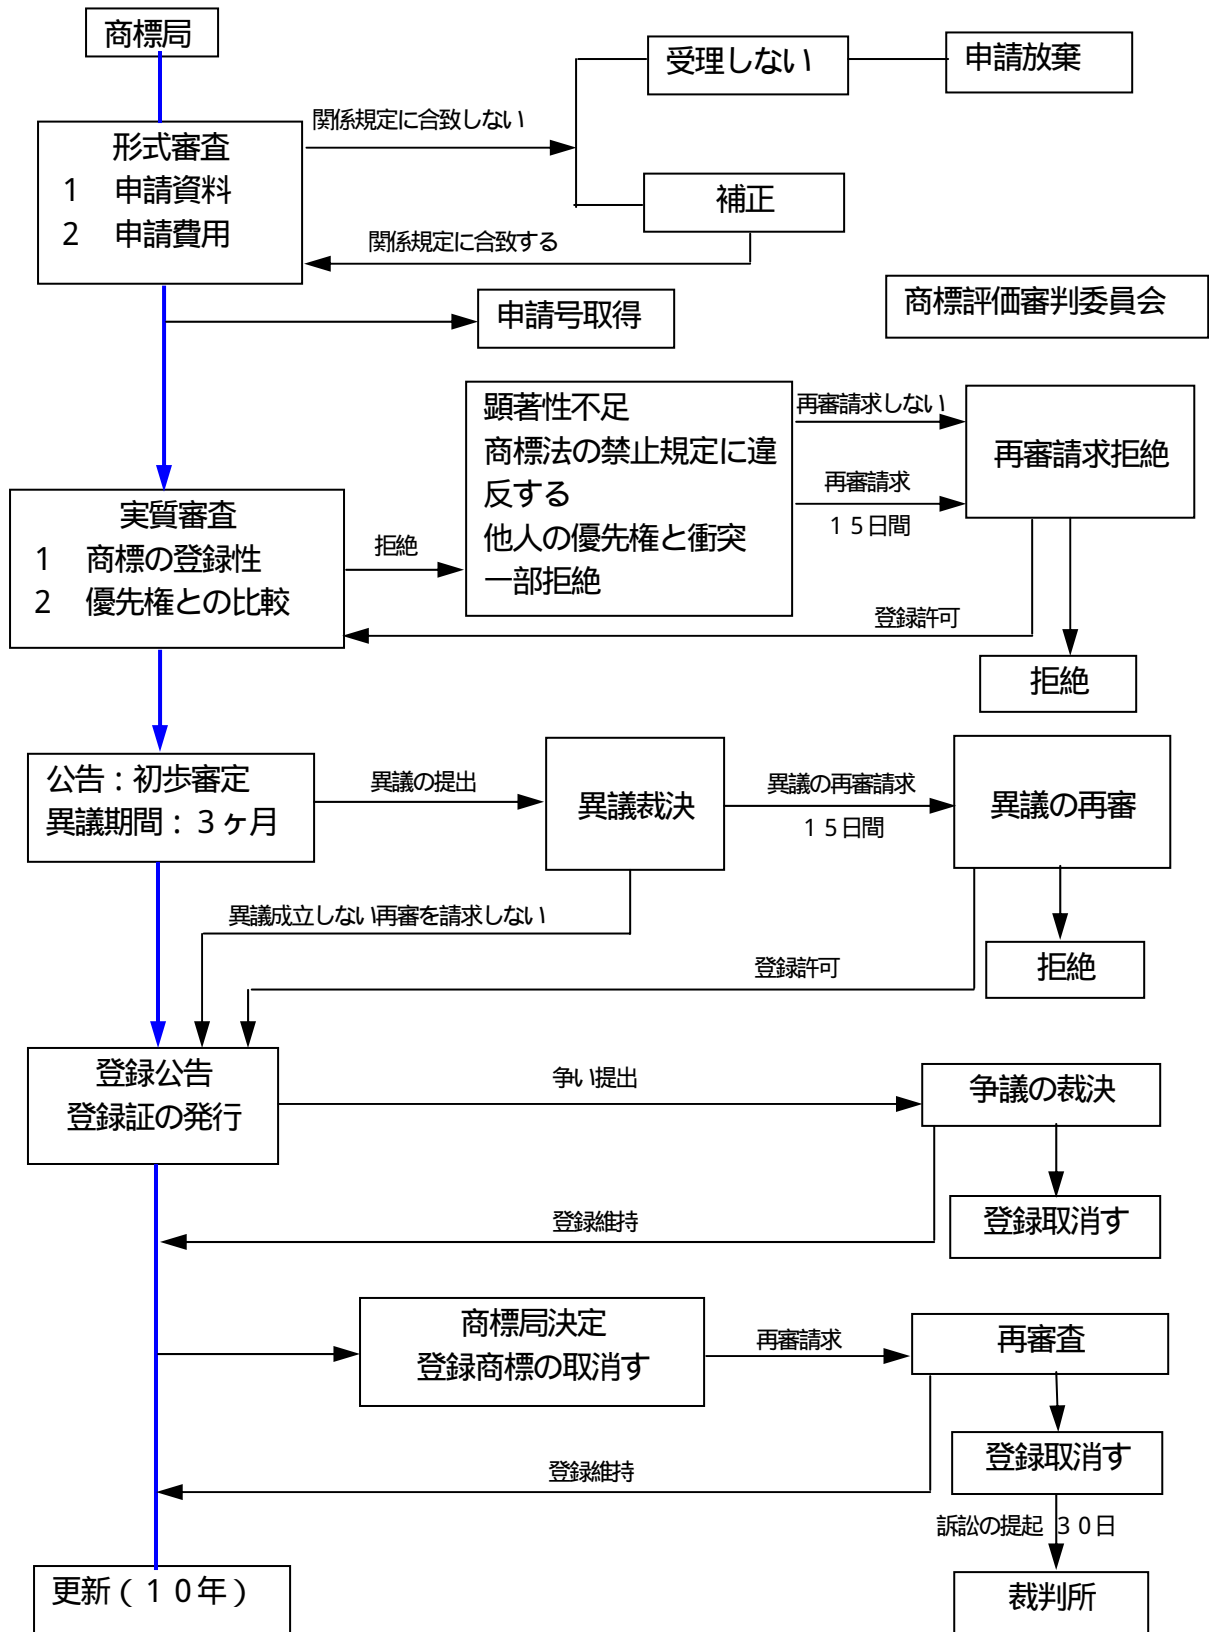 商標局
受理しない
申請放棄
関係規定に合致しない
形式審査
1 申請資料
2 申請費用
補正
関係規定に合致する
商標評価審判委員会
申請号取得
顕著性不足
商標法の禁止規定に違
反する
他人の優先権と衝突
一部拒絶
再審請求しない
再審請求
15日間
再審請求拒絶
実質審査
1 商標の登録性
2 優先権との比較
拒絶
登録許可
拒絶
公告:初歩審定
異議期間:3ヶ月
異議の提出
異議裁決
異議の再審請求
15日間
異議の再審
異議成立しない再審を請求しない
拒絶
登録許可
登録公告
登録証の発行
争い提出
争議の裁決
登録取消す
登録維持
商標局決定
登録商標の取消す
再審請求
再審査
登録取消す
登録維持
訴訟の提起 30日
更新(10年)
裁判所